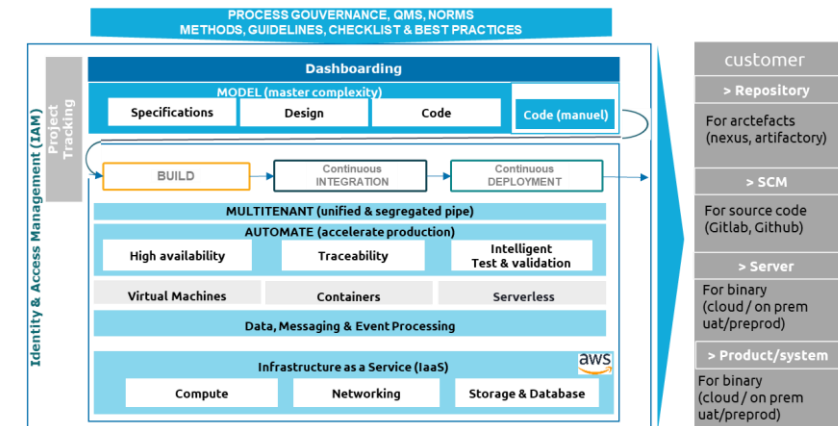 PROCESS GOUVERNANCE, QMS, NORMS
METHODS, GUIDELINES, CHECKLIST & BEST PRACTICES
Identity & Access Management (IAM)
Project
Tracking
Dashboarding
MODEL (master complexity)
Specifications
Design
Code
Code (manuel)
BUILD
Continuous
INTEGRATION
Continuous
DEPLOYMENT
MULTITENANT (unified & segregated pipe)
AUTOMATE (accelerate production)
High availability
Traceability
Intelligent
Test & validation
Virtual Machines
Containers
Serverless
Data, Messaging & Event Processing
Infrastructure as a Service (IaaS)
aws
Compute
Networking
Storage & Database
customer
> Repository
For arctefacts
(nexus, artifactory)
> SCM
For source code
(Gitlab, Github)
> Server
For binary
(cloud / on prem
uat/preprod)
> Product/system
For binary
(cloud / on prem
uat/preprod)